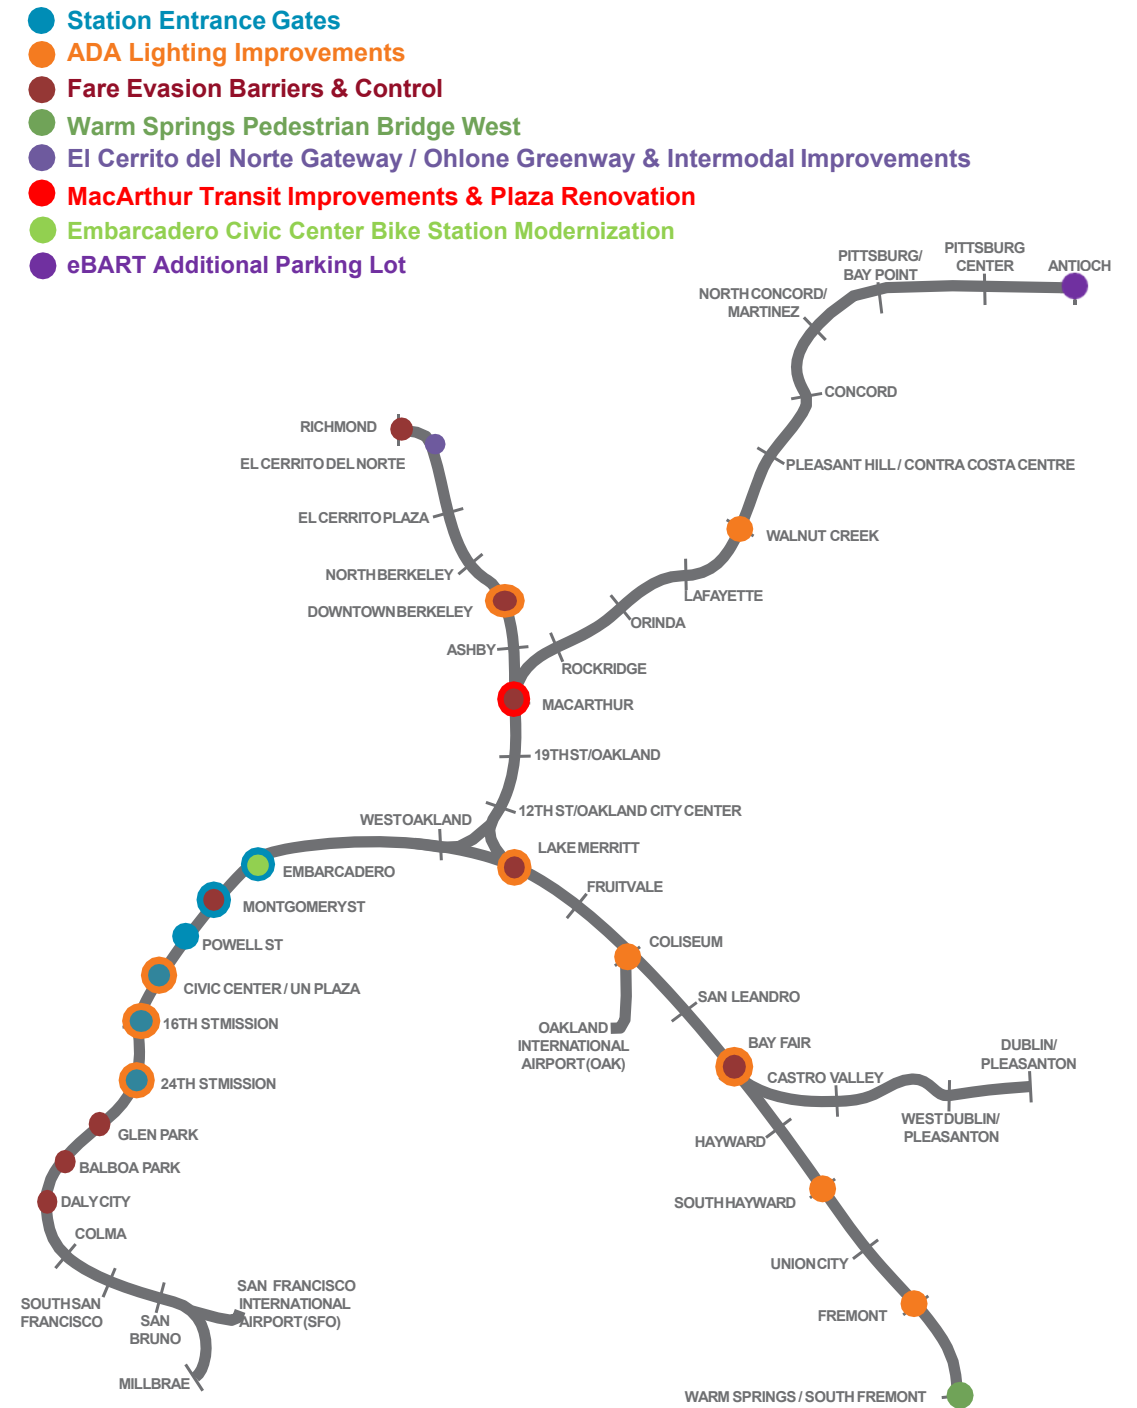 Station Entrance Gates
ADA Lighting Improvements
Fare Evasion Barriers & Control
Warm Springs Pedestrian Bridge West
El Cerrito del Norte Gateway / Ohlone Greenway & Intermodal Improvements
MacArthur Transit Improvements & Plaza Renovation
Embarcadero Civic Center Bike Station Modernization
eBART Additional Parking Lot
PITTSBURG/
BAY POINT
PITTSBURG
CENTER
ANTIOCH
NORTH CONCORD/
MARTINEZ
CONCORD
RICHMOND
EL CERRITO DEL NORTE
PLEASANT HILL / CONTRA COSTA CENTRE
EL CERRITO PLAZA
WALNUT CREEK
NORTH BERKELEY
LAFAYETTE
DOWNTOWN BERKELEY
ORINDA
ASHBY
ROCKRIDGE
MACARTHUR
19TH ST/OAKLAND
12TH ST/OAKLAND CITY CENTER
WEST OAKLAND
LAKE MERRITT
EMBARCADERO
FRUITVALE
MONTGOMERY ST
POWELL ST
COLISEUM
CIVIC CENTER / UN PLAZA
SAN LEANDRO
16TH ST MISSION
OAKLAND
INTERNATIONAL
AIRPORT (OAK)
BAY FAIR
DUBLIN/
PLEASANTON
24TH ST MISSION
CASTRO VALLEY
WEST DUBLIN/
PLEASANTON
GLEN PARK
HAYWARD
BALBOA PARK
DALY CITY
SOUTH HAYWARD
COLMA
UNION CITY
SOUTH SAN
FRANCISCO
SAN
BRUNO
SAN FRANCISCO
INTERNATIONAL
AIRPORT (SFO)
FREMONT
MILLBRAE
WARM SPRINGS / SOUTH FREMONT